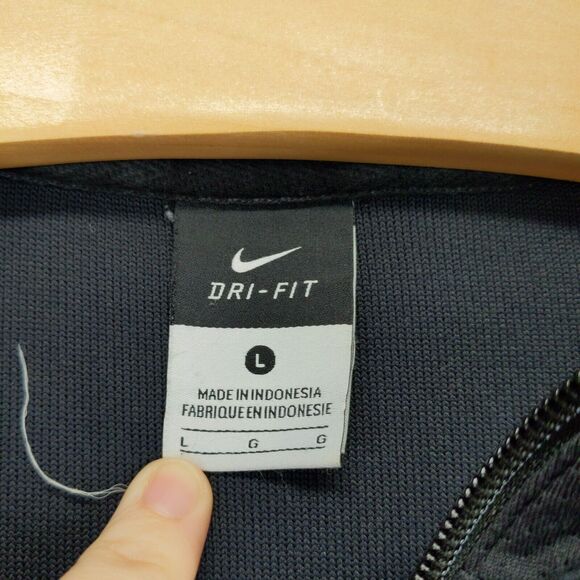 DRI-FIT
L
MADE IN INDONESIA
FABRIQUE EN INDONESIE
L G G